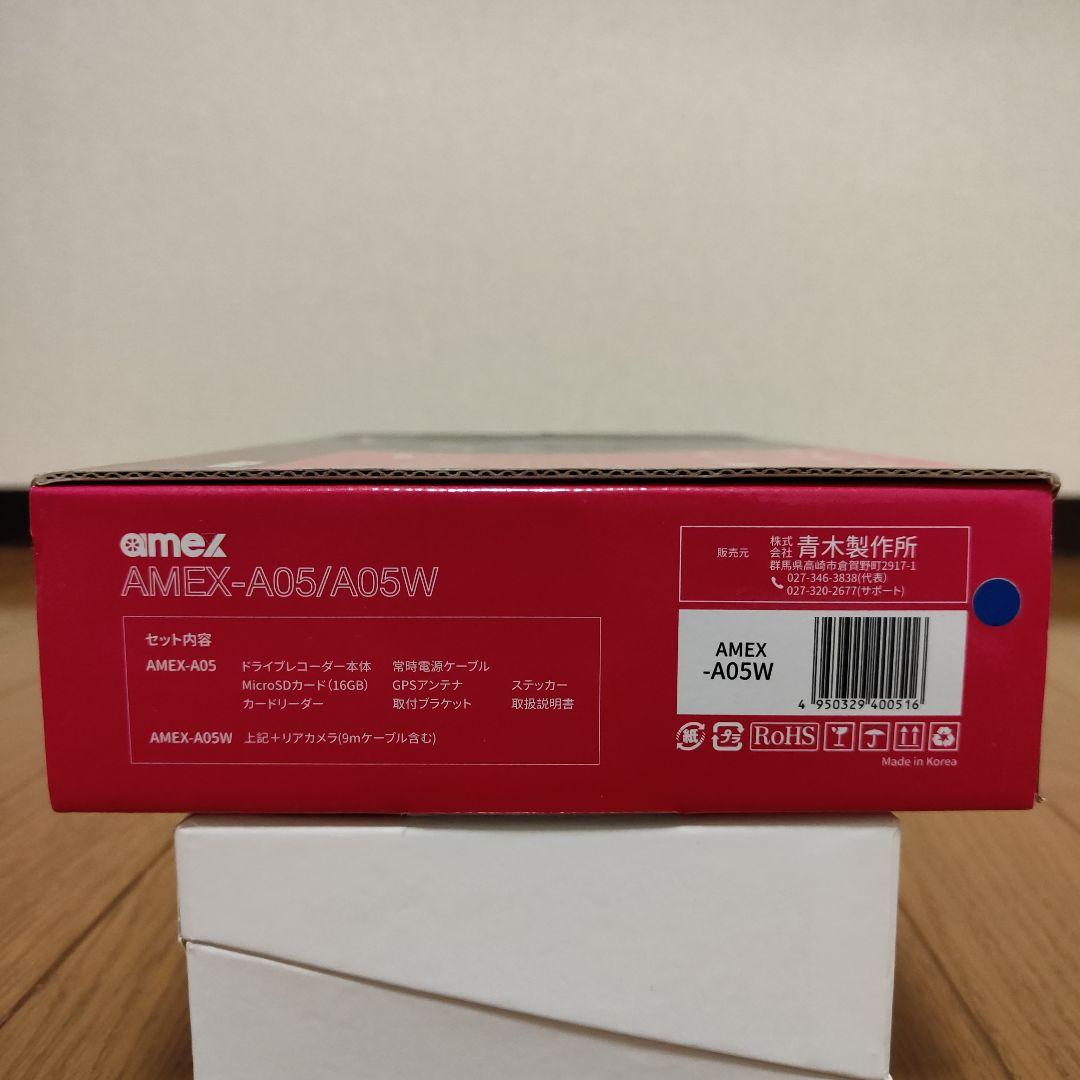 amex
AMEX-A05/A05W
セット内容
AMEX-A05 ドライブレコーダー本体 常時電源ケーブル
MicroSDカード(16GB) GPSアンテナ ステッカー
カードリーダー 取付ブラケット 取扱説明書
AMEX-A05W 上記+リアカメラ(9mケーブル含む)
販売元 株式会社 青木製作所
群馬県高崎市倉賀野町2917-1
027-346-3838(代表)
027-320-2677(サポート)
AMEX
-A05W
4 950329 400516
紙 プラ RoHS
Made in Korea